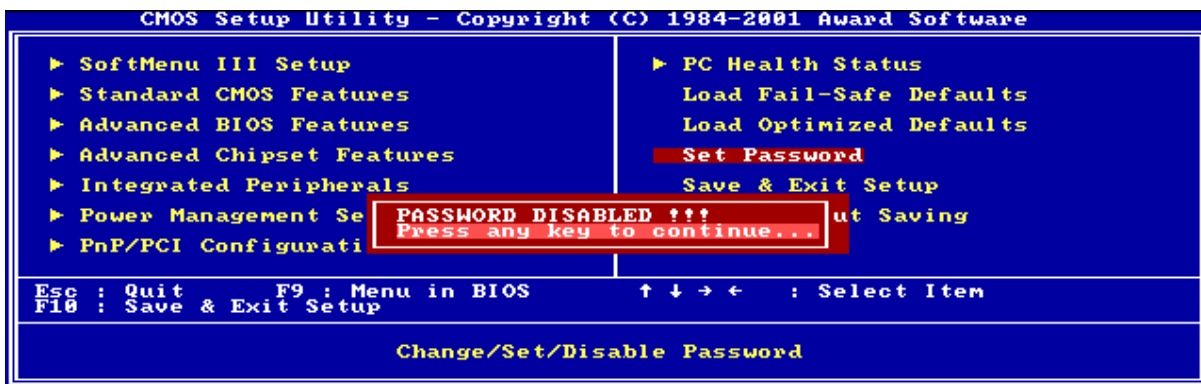 CMOS Setup Utility - Copyright (C) 1984-2001 Award Software
▶ SoftMenu III Setup
▶ Standard CMOS Features
▶ Advanced BIOS Features
▶ Advanced Chipset Features
▶ Integrated Peripherals
▶ Power Management Se
▶ PnP/PCI Configurati
▶ PC Health Status
Load Fail-Safe Defaults
Load Optimized Defaults
Set Password
Save & Exit Setup
ut Saving
PASSWORD DISABLED !!!
Press any key to continue...
Esc : Quit F9 : Menu in BIOS ↑ ↓ → ← : Select Item
F10 : Save & Exit Setup
Change/Set/Disable Password